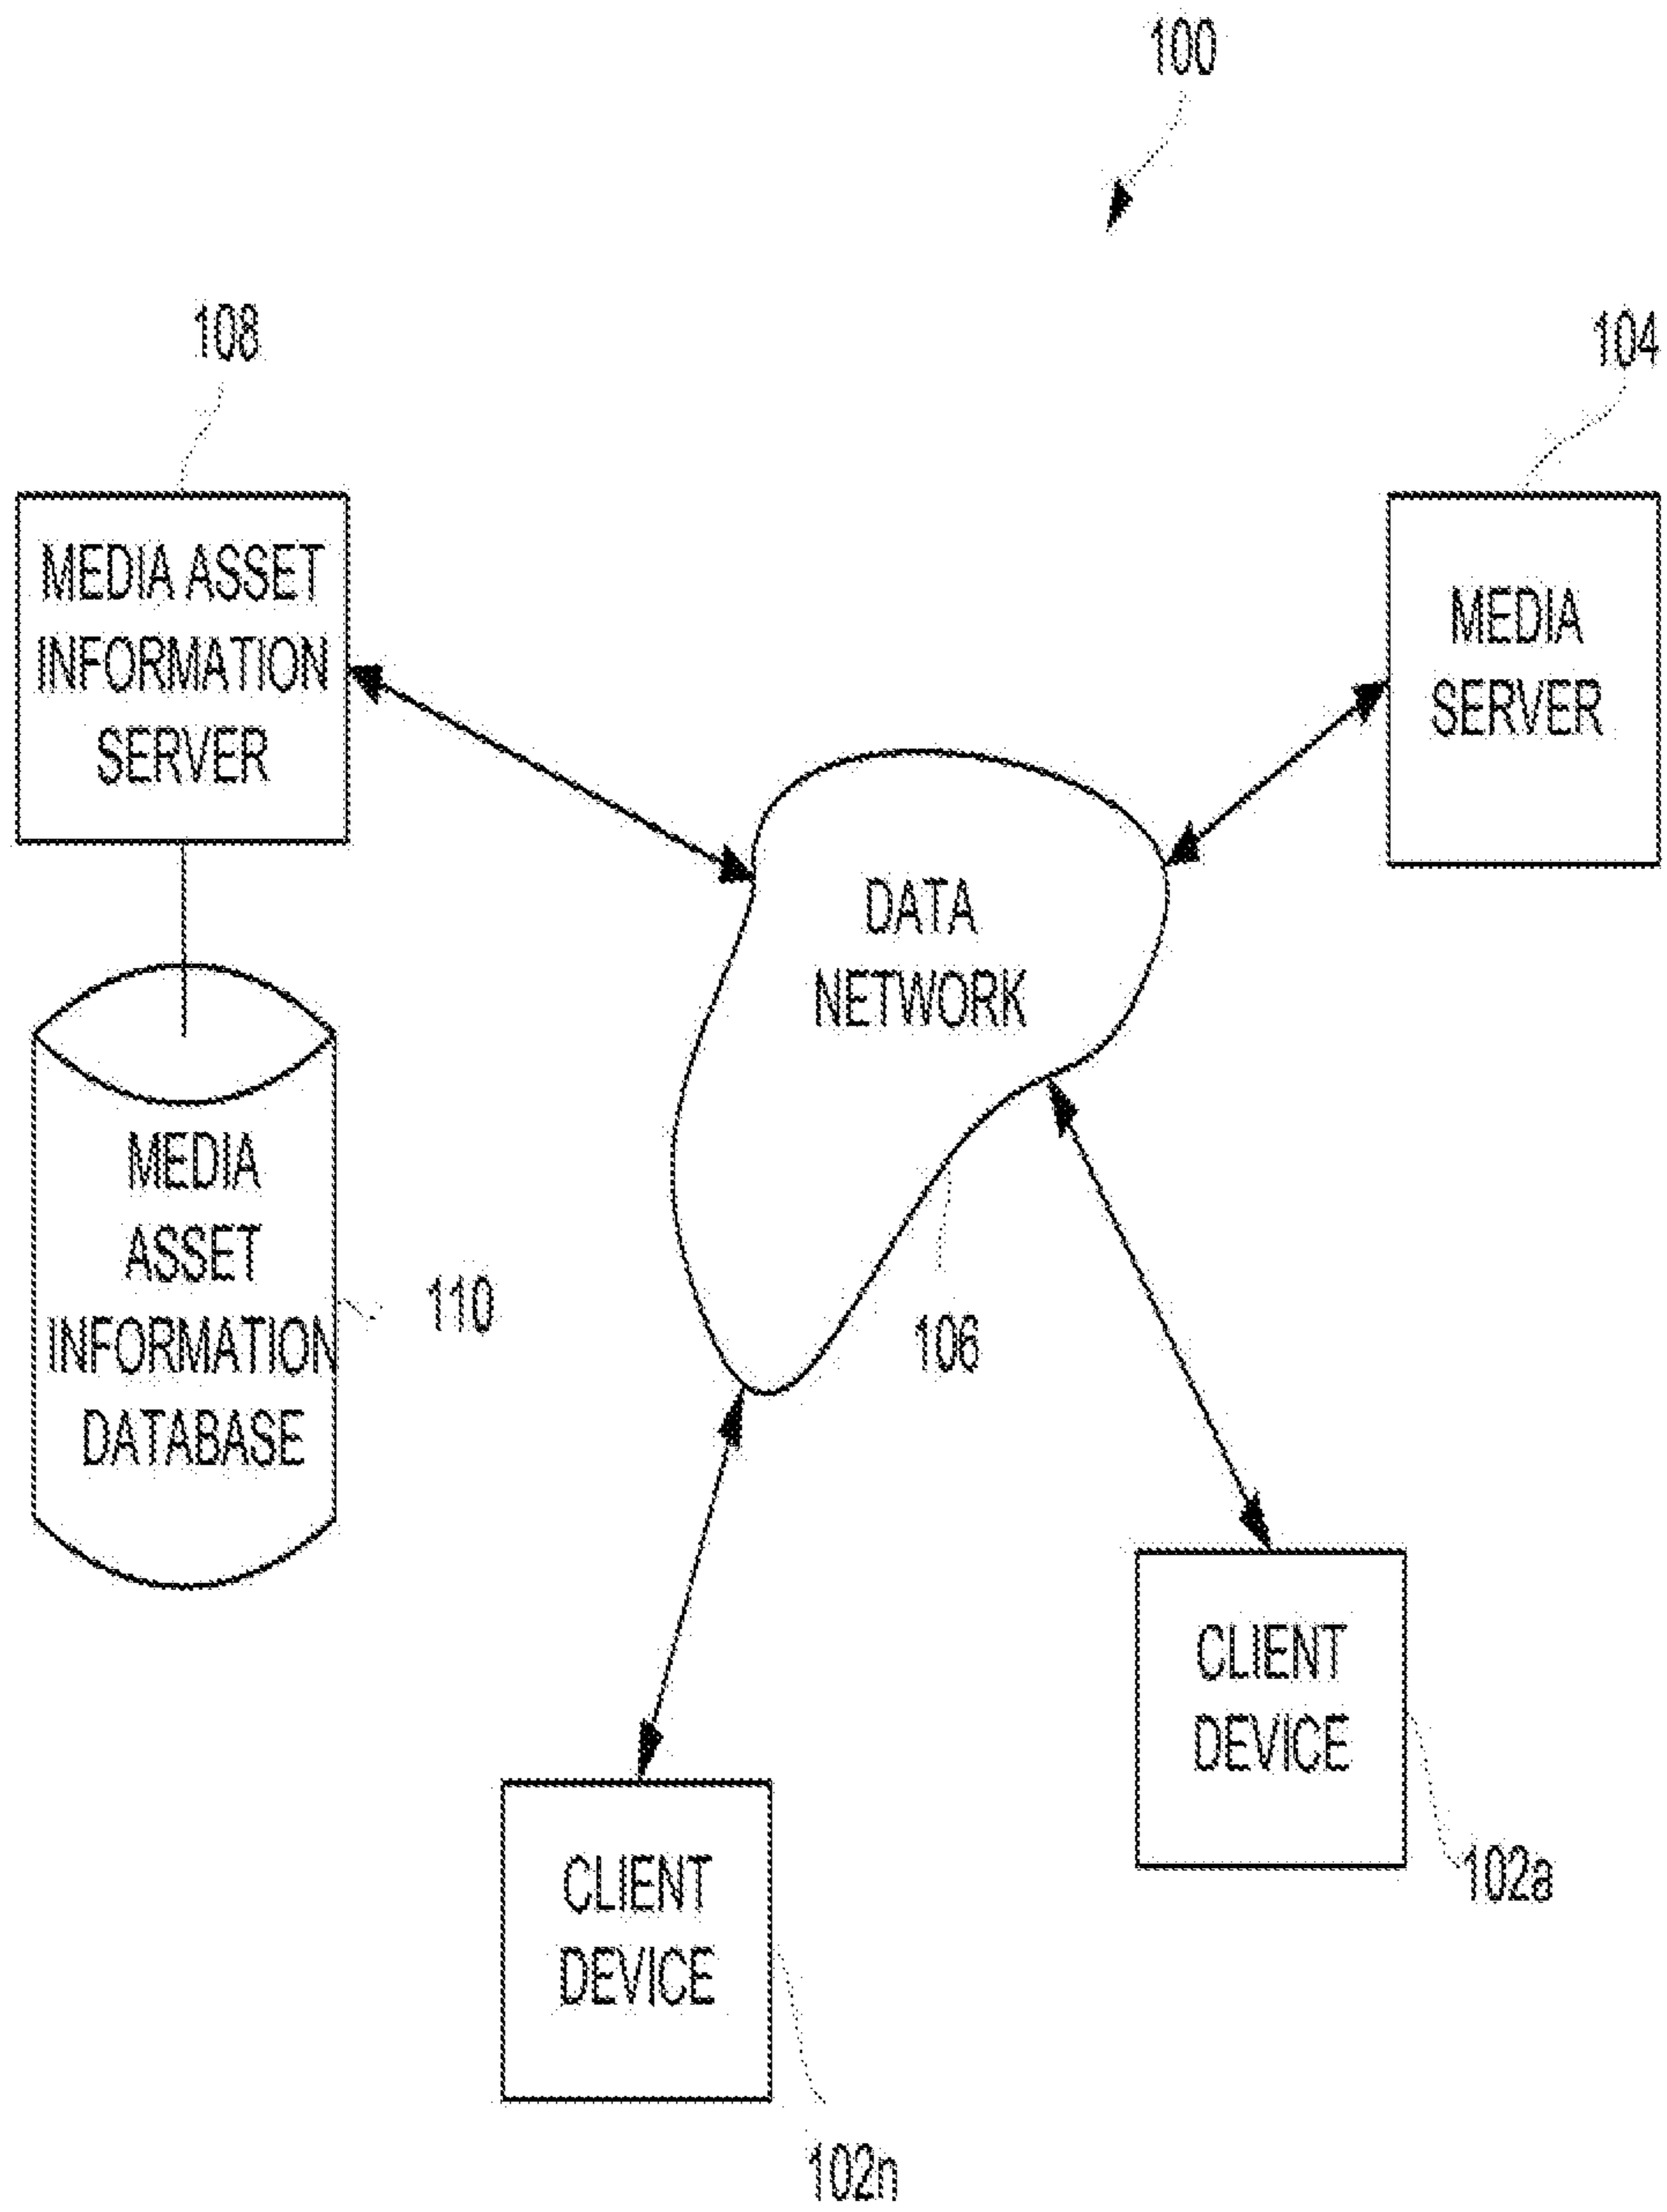 100
108
104
MEDIA ASSET
INFORMATION
SERVER
MEDIA
SERVER
DATA
NETWORK
MEDIA
ASSET
INFORMATION
DATABASE
110
106
CLIENT
DEVICE
102a
CLIENT
DEVICE
102n